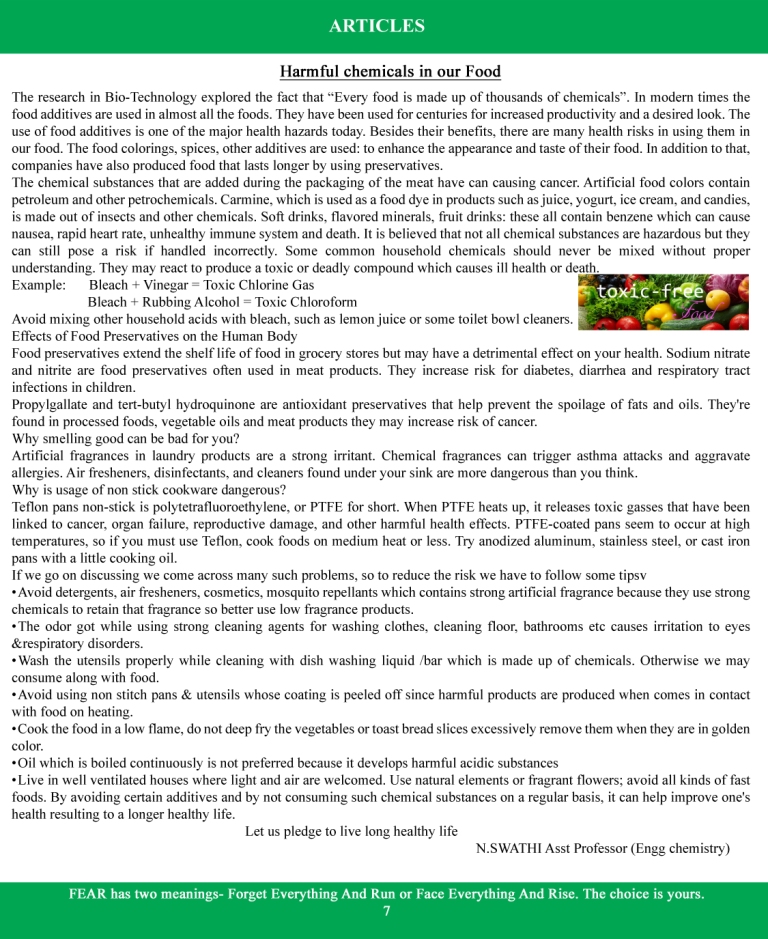 ARTICLES
Harmful chemicals in our Food
The research in Bio-Technology explored the fact that “Every food is made up of thousands of chemicals”. In modern times the
food additives are used in almost all the foods. They have been used for centuries for increased productivity and a desired look. The
use of food additives is one of the major health hazards today. Besides their benefits, there are many health risks in using them in
our food. The food colorings, spices, other additives are used: to enhance the appearance and taste of their food. In addition to that,
companies have also produced food that lasts longer by using preservatives.
The chemical substances that are added during the packaging of the meat have can causing cancer. Artificial food colors contain
petroleum and other petrochemicals. Carmine, which is used as a food dye in products such as juice, yogurt, ice cream, and candies,
is made out of insects and other chemicals. Soft drinks, flavored minerals, fruit drinks: these all contain benzene which can cause
nausea, rapid heart rate, unhealthy immune system and death. It is believed that not all chemical substances are hazardous but they
can still pose a risk if handled incorrectly. Some common household chemicals should never be mixed without proper
understanding. They may react to produce a toxic or deadly compound which causes ill health or death.
Example: Bleach + Vinegar = Toxic Chlorine Gas
Bleach + Rubbing Alcohol = Toxic Chloroform
toxic-free
food
Avoid mixing other household acids with bleach, such as lemon juice or some toilet bowl cleaners.
Effects of Food Preservatives on the Human Body
Food preservatives extend the shelf life of food in grocery stores but may have a detrimental effect on your health. Sodium nitrate
and nitrite are food preservatives often used in meat products. They increase risk for diabetes, diarrhea and respiratory tract
infections in children.
Propylgallate and tert-butyl hydroquinone are antioxidant preservatives that help prevent the spoilage of fats and oils. They're
found in processed foods, vegetable oils and meat products they may increase risk of cancer.
Why smelling good can be bad for you?
Artificial fragrances in laundry products are a strong irritant. Chemical fragrances can trigger asthma attacks and aggravate
allergies. Air fresheners, disinfectants, and cleaners found under your sink are more dangerous than you think.
Why is usage of non stick cookware dangerous?
Teflon pans non-stick is polytetrafluoroethylene, or PTFE for short. When PTFE heats up, it releases toxic gasses that have been
linked to cancer, organ failure, reproductive damage, and other harmful health effects. PTFE-coated pans seem to occur at high
temperatures, so if you must use Teflon, cook foods on medium heat or less. Try anodized aluminum, stainless steel, or cast iron
pans with a little cooking oil.
If we go on discussing we come across many such problems, so to reduce the risk we have to follow some tipsv
•Avoid detergents, air fresheners, cosmetics, mosquito repellants which contains strong artificial fragrance because they use strong
chemicals to retain that fragrance so better use low fragrance products.
•The odor got while using strong cleaning agents for washing clothes, cleaning floor, bathrooms etc causes irritation to eyes
&respiratory disorders.
•Wash the utensils properly while cleaning with dish washing liquid /bar which is made up of chemicals. Otherwise we may
consume along with food.
•Avoid using non stitch pans & utensils whose coating is peeled off since harmful products are produced when comes in contact
with food on heating.
•Cook the food in a low flame, do not deep fry the vegetables or toast bread slices excessively remove them when they are in golden
color.
•Oil which is boiled continuously is not preferred because it develops harmful acidic substances
•Live in well ventilated houses where light and air are welcomed. Use natural elements or fragrant flowers; avoid all kinds of fast
foods. By avoiding certain additives and by not consuming such chemical substances on a regular basis, it can help improve one's
health resulting to a longer healthy life.
Let us pledge to live long healthy life
N.SWATHI Asst Professor (Engg chemistry)
FEAR has two meanings- Forget Everything And Run or Face Everything And Rise. The choice is yours.
7